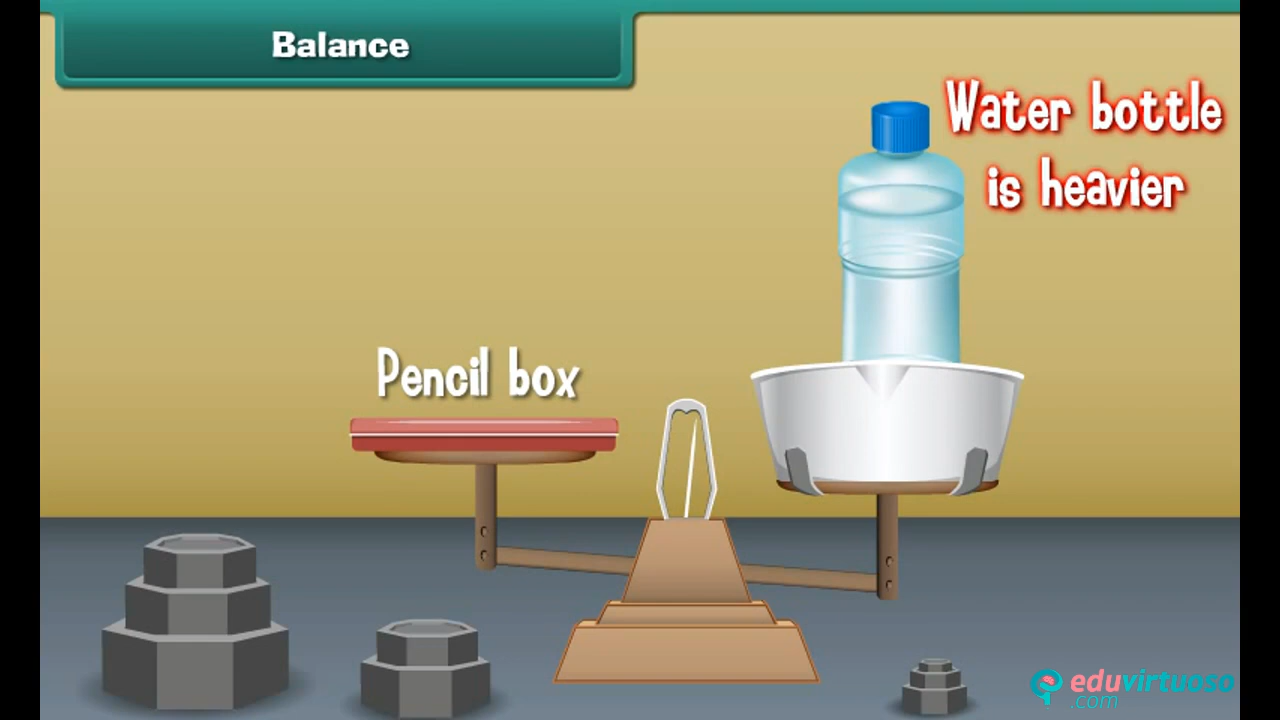 Balance
Water bottle
is heavier
Pencil box
eduvirtuoso
.com